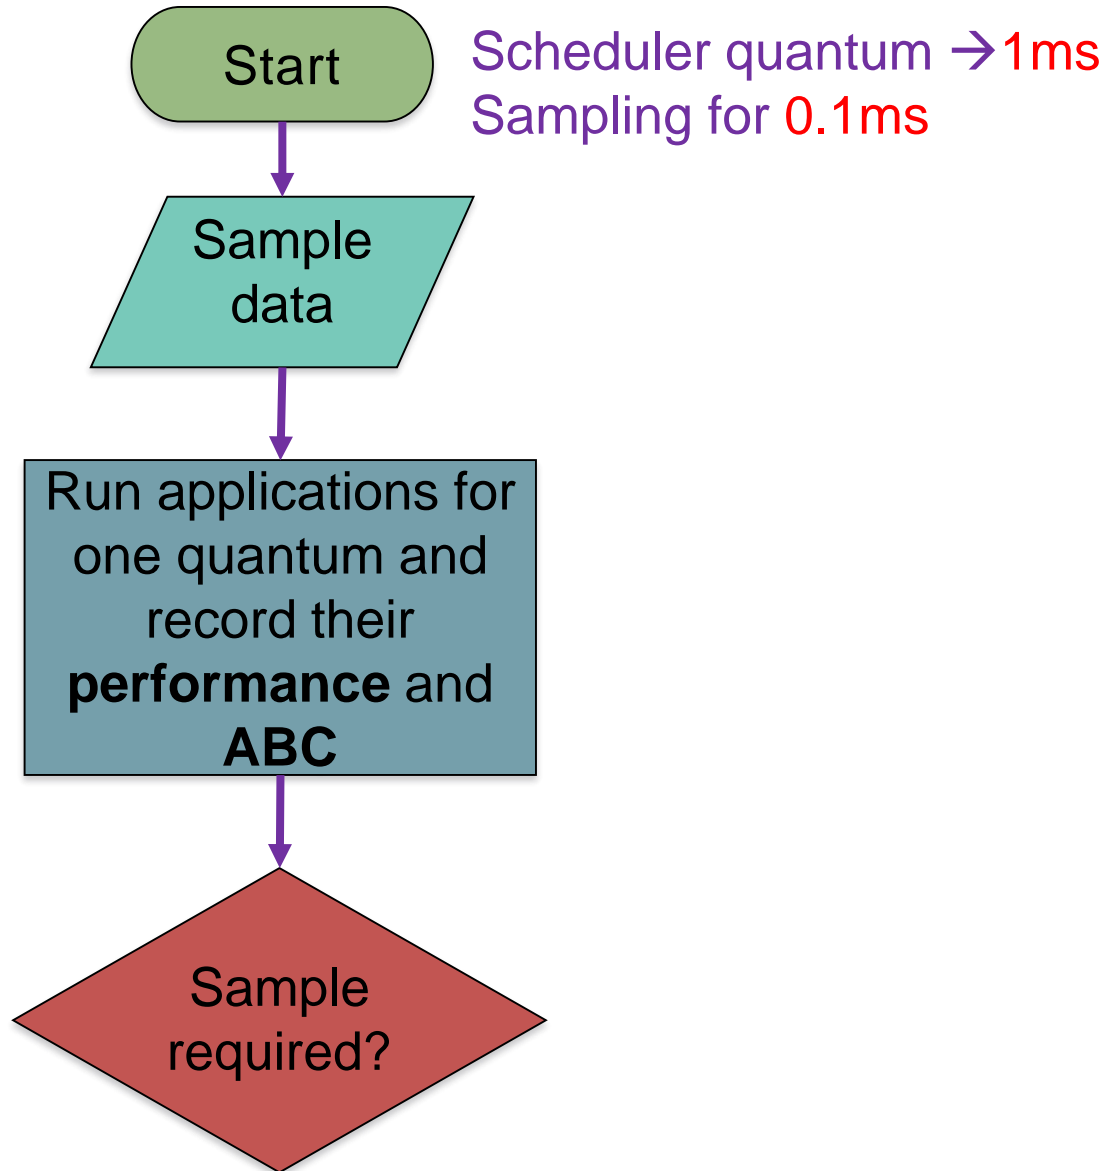 Start
Scheduler quantum →1ms
Sampling for 0.1ms
Sample
data
Run applications for
one quantum and
record their
performance and
ABC
Sample
required?